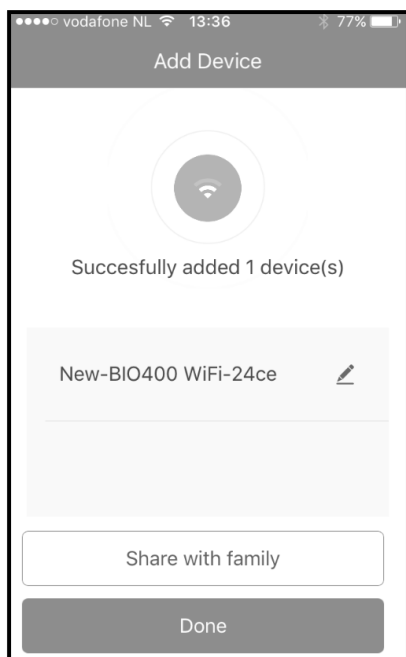 vodafone NL 13:36 77%
Add Device
Succesfully added 1 device(s)
New-BIO400 WiFi-24ce
Share with family
Done